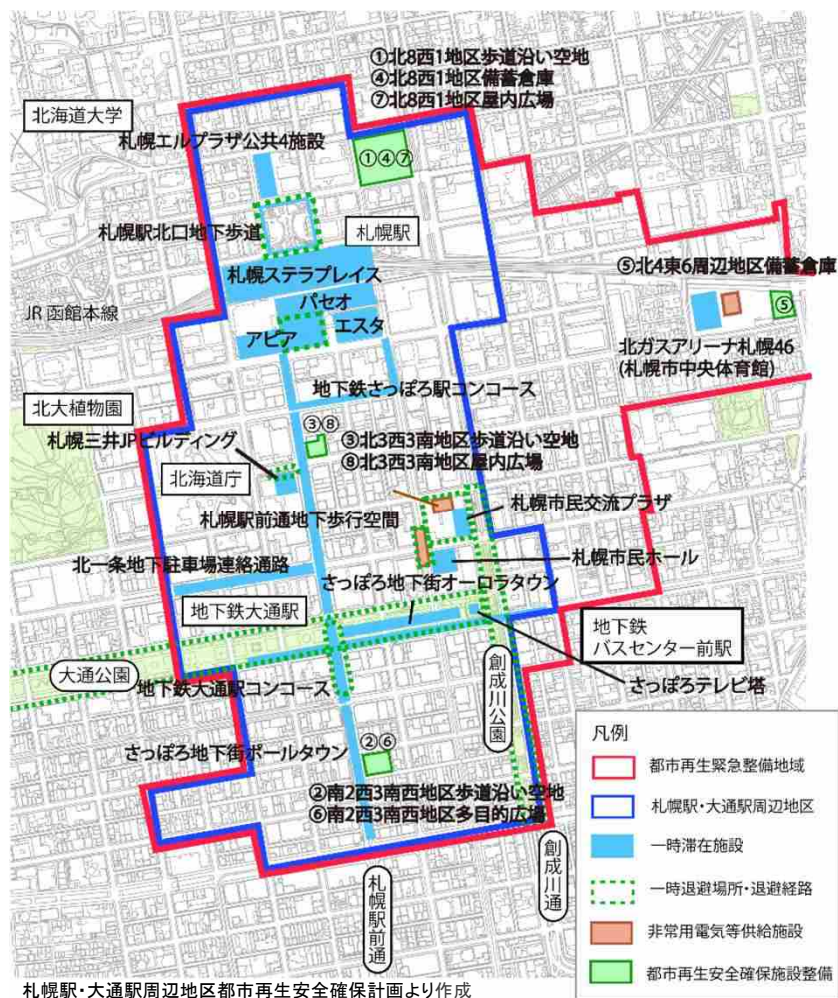 ①北8西1地区歩道沿い空地
④北8西1地区備蓄倉庫
⑦北8西1地区屋内広場
北海道大学
札幌エルプラザ公共4施設
①④⑦
札幌駅北口地下歩道
札幌駅
札幌ステラプレイス
⑤北4東6周辺地区備蓄倉庫
パセオ
JR函館本線
⑤
アピア
エスタ
北ガスアリーナ札幌46
(札幌市中央体育館)
地下鉄さっぽろ駅コンコース
北大植物園
③⑧
札幌三井JPビルディング
③北3西3南地区歩道沿い空地
⑧北3西3南地区屋内広場
北海道庁
札幌市民交流プラザ
札幌駅前通地下歩行空間
札幌市民ホール
北一条地下駐車場連絡通路
さっぽろ地下街オーロラタウン
地下鉄大通駅
地下鉄
バスセンター前駅
大通公園
創成川公園
地下鉄大通駅コンコース
さっぽろテレビ塔
②⑥
さっぽろ地下街ポールタウン
②南2西3南西地区歩道沿い空地
⑥南2西3南西地区多目的広場
札幌駅前通
創成川通
凡例
都市再生緊急整備地域
札幌駅・大通駅周辺地区
一時滞在施設
一時退避場所・退避経路
非常用電気等供給施設
都市再生安全確保施設整備
札幌駅・大通駅周辺地区都市再生安全確保計画より作成